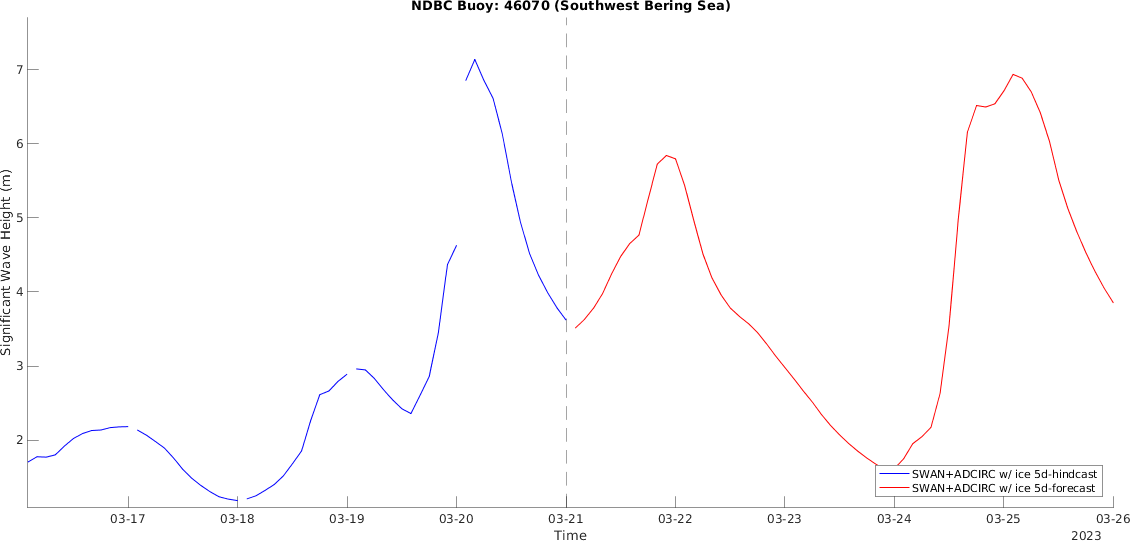 NDBC Buoy: 46070 (Southwest Bering Sea)
Significant Wave Height (m)
7
6
5
4
3
2
SWAN+ADCIRC w/ ice 5d-hindcast
SWAN+ADCIRC w/ ice 5d-forecast
03-17 03-18 03-19 03-20 03-21 03-22 03-23 03-24 03-25 03-26
Time
2023